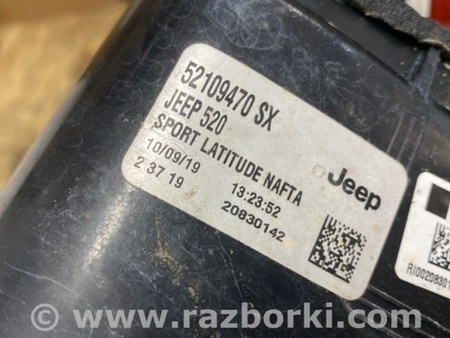 52109470 SX
JEEP 520
SPORT LATITUDE NAFTA
10/09/19 13:23:52
2 37 19 20830142
Jeep
RI00208301
© www.razborki.com